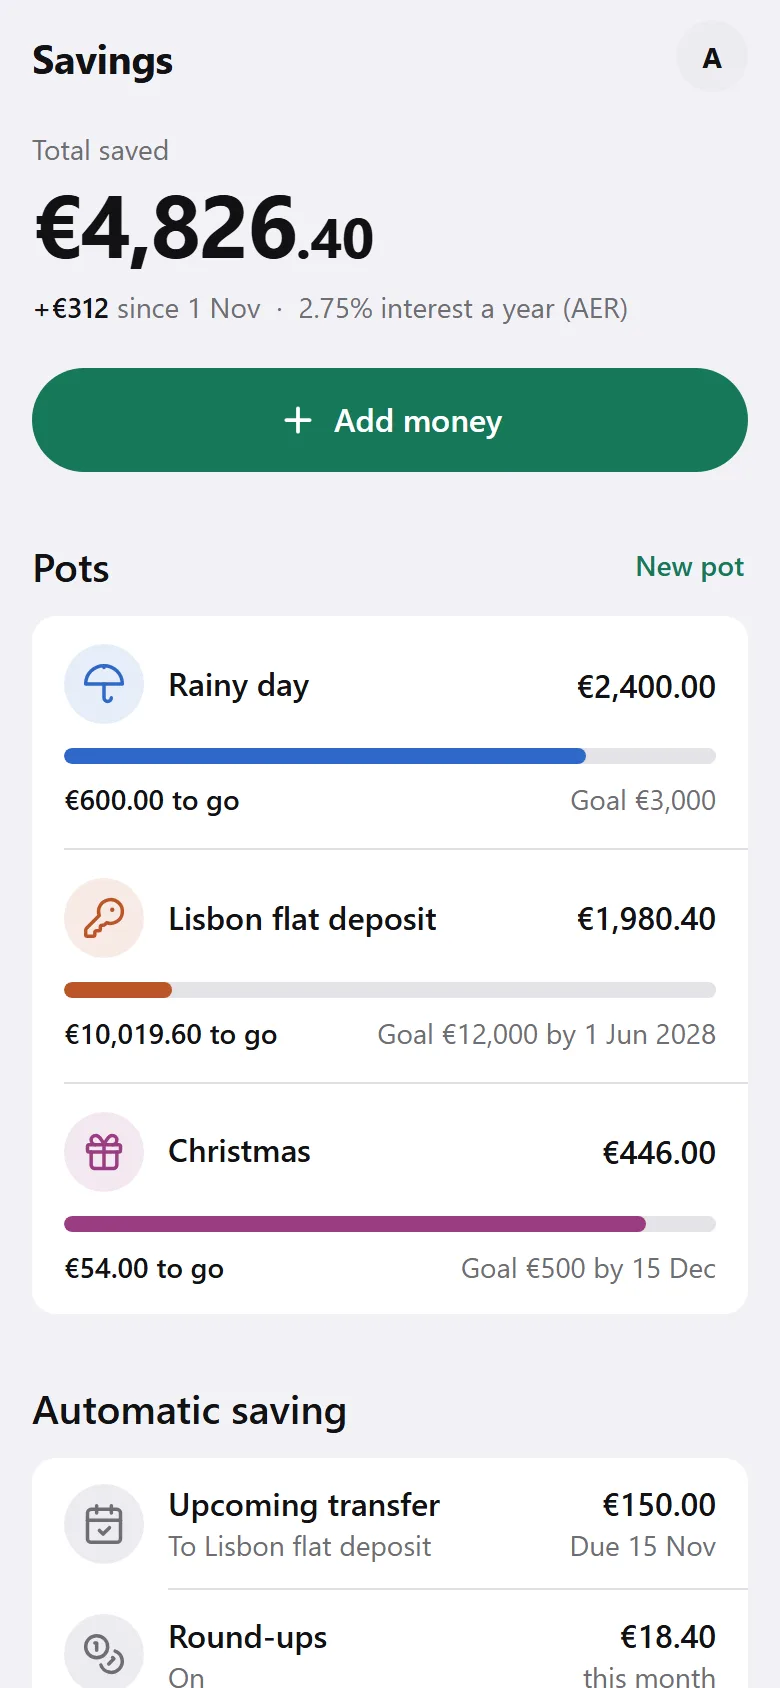 Savings
A
Total saved
€4,826.40
+€312 since 1 Nov · 2.75% interest a year (AER)
Add money
Pots
New pot
Rainy day
€2,400.00
€600.00 to go
Goal €3,000
Lisbon flat deposit
€1,980.40
€10,019.60 to go
Goal €12,000 by 1 Jun 2028
Christmas
€446.00
€54.00 to go
Goal €500 by 15 Dec
Automatic saving
Upcoming transfer
€150.00
To Lisbon flat deposit
Due 15 Nov
Round-ups
€18.40
On
this month